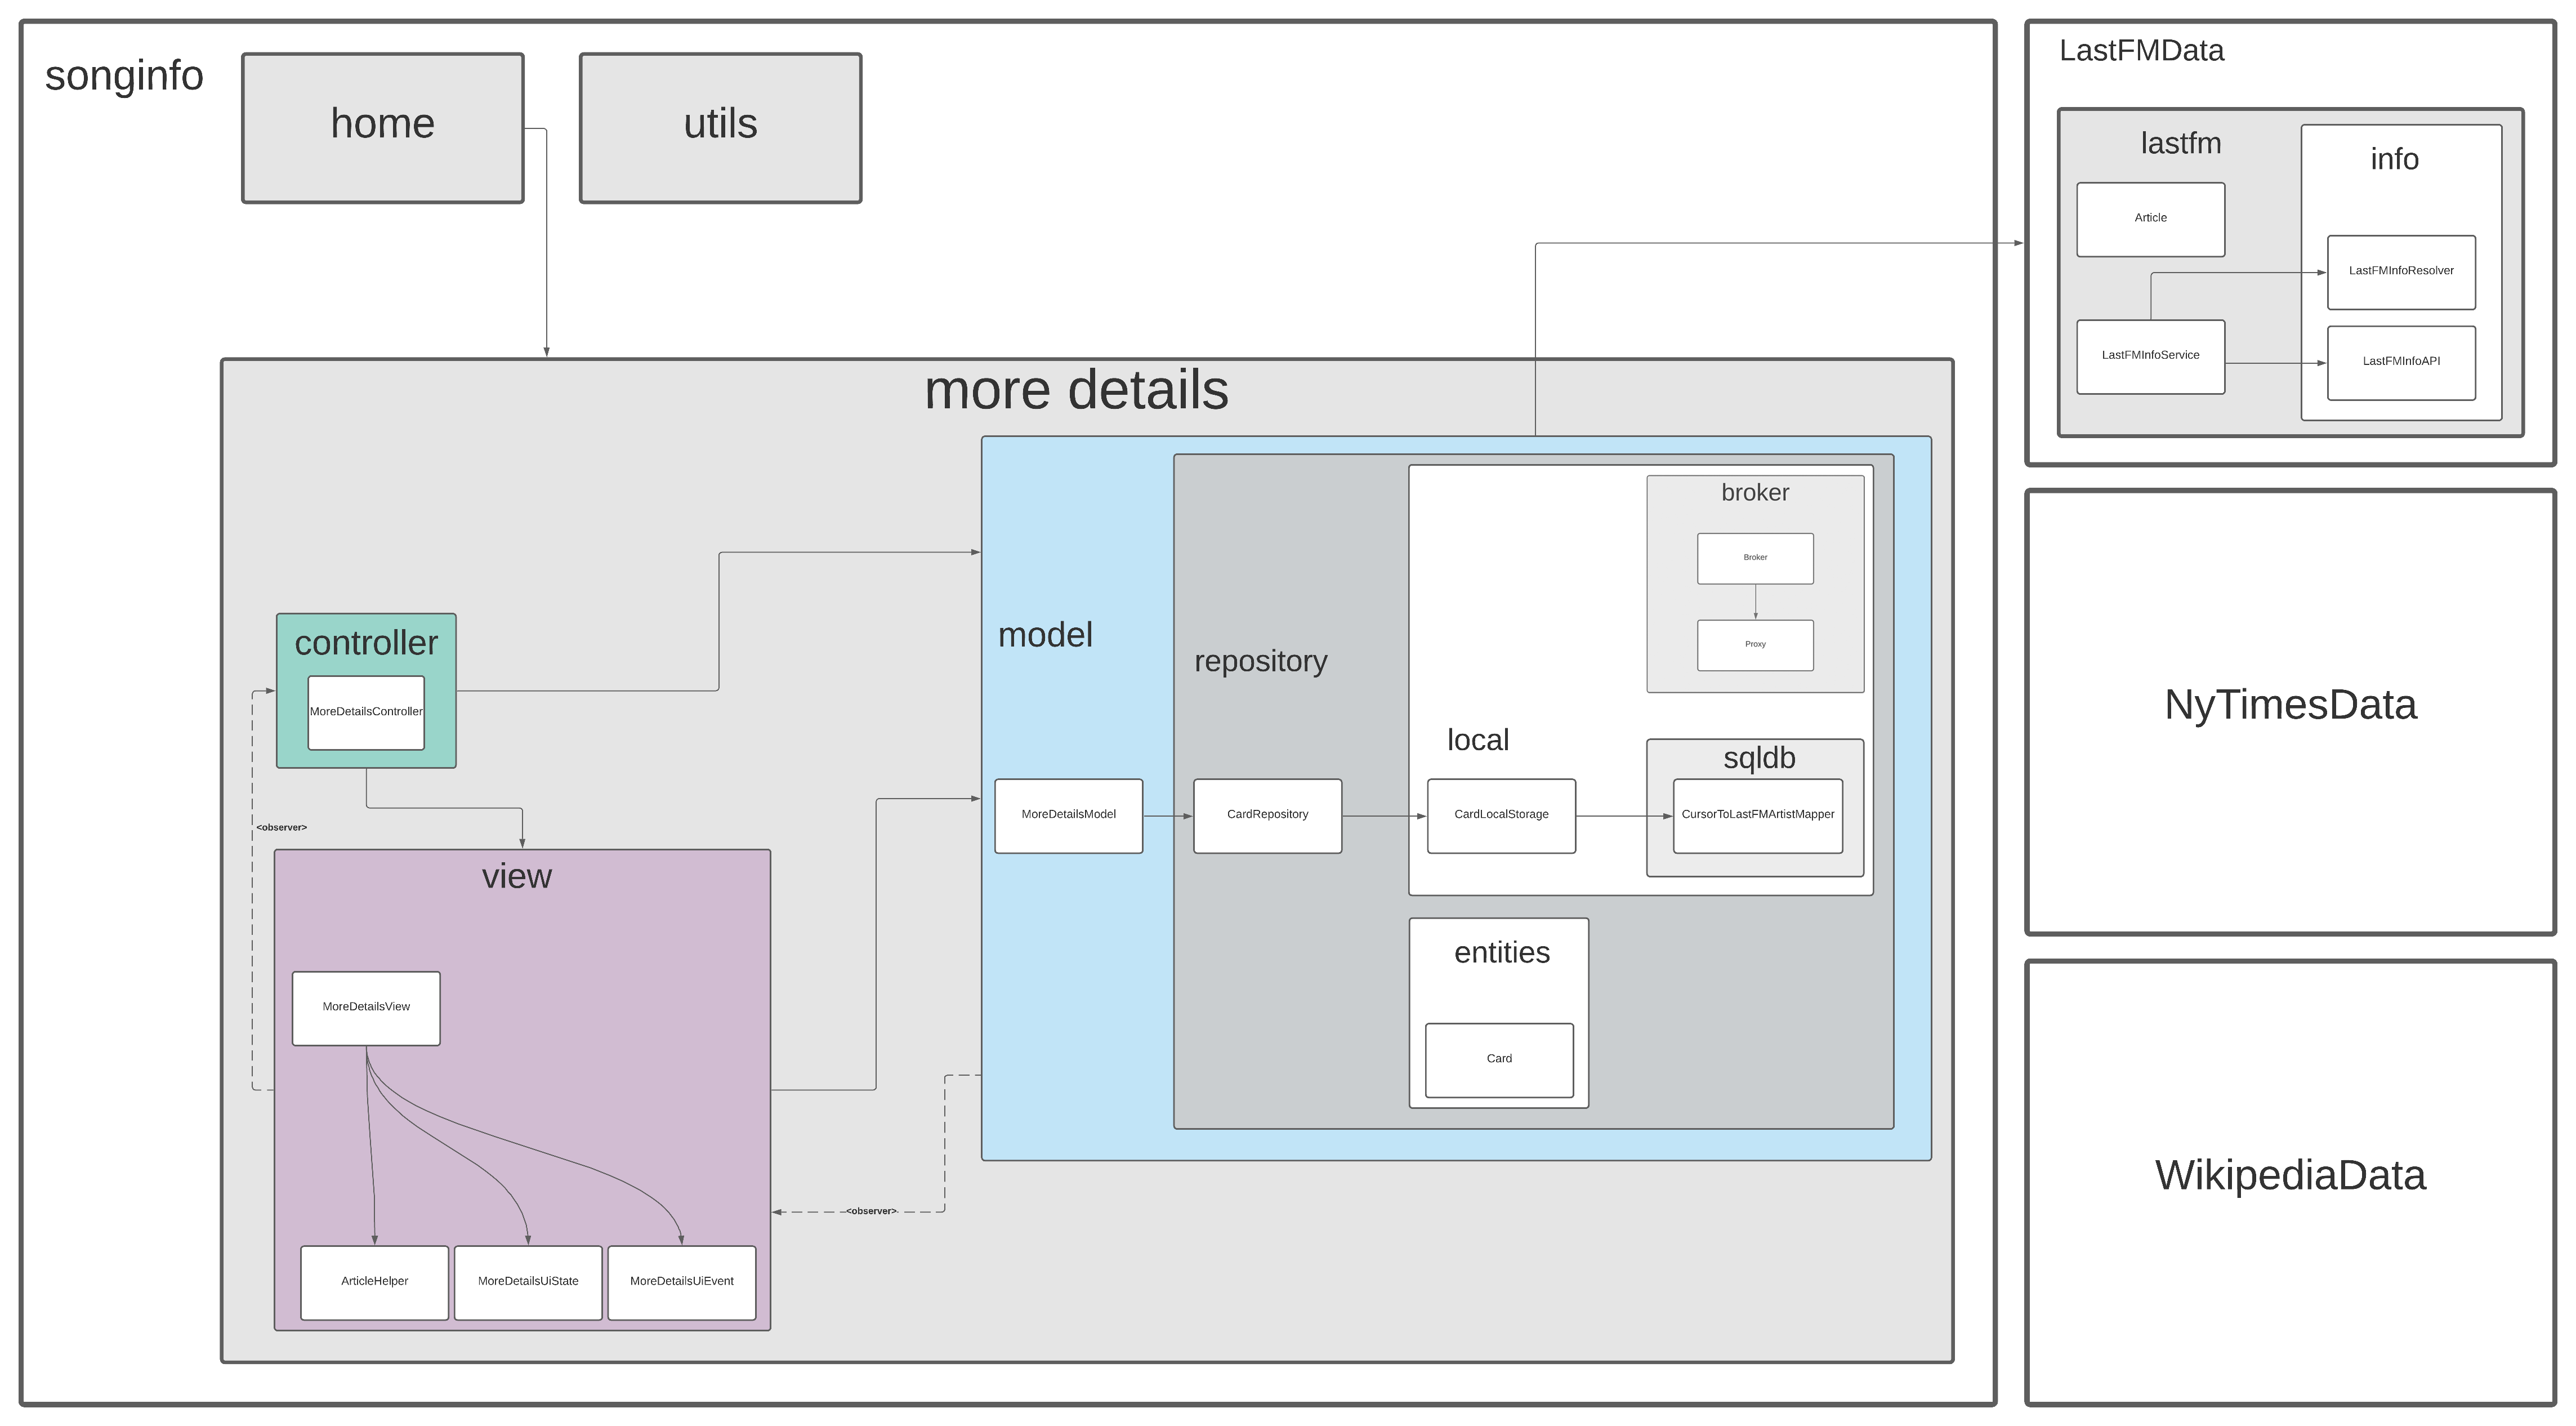 songinfo
home
utils
LastFMData
lastfm
info
Article
LastFMInfoResolver
LastFMInfoService
LastFMInfoAPI
more details
broker
Broker
Proxy
controller
MoreDetailsController
model
repository
local
sqldb
MoreDetailsModel
CardRepository
CardLocalStorage
CursorToLastFMArtistMapper
<observer>
view
entities
MoreDetailsView
Card
<observer>
ArticleHelper
MoreDetailsUiState
MoreDetailsUiEvent
NyTimesData
WikipediaData